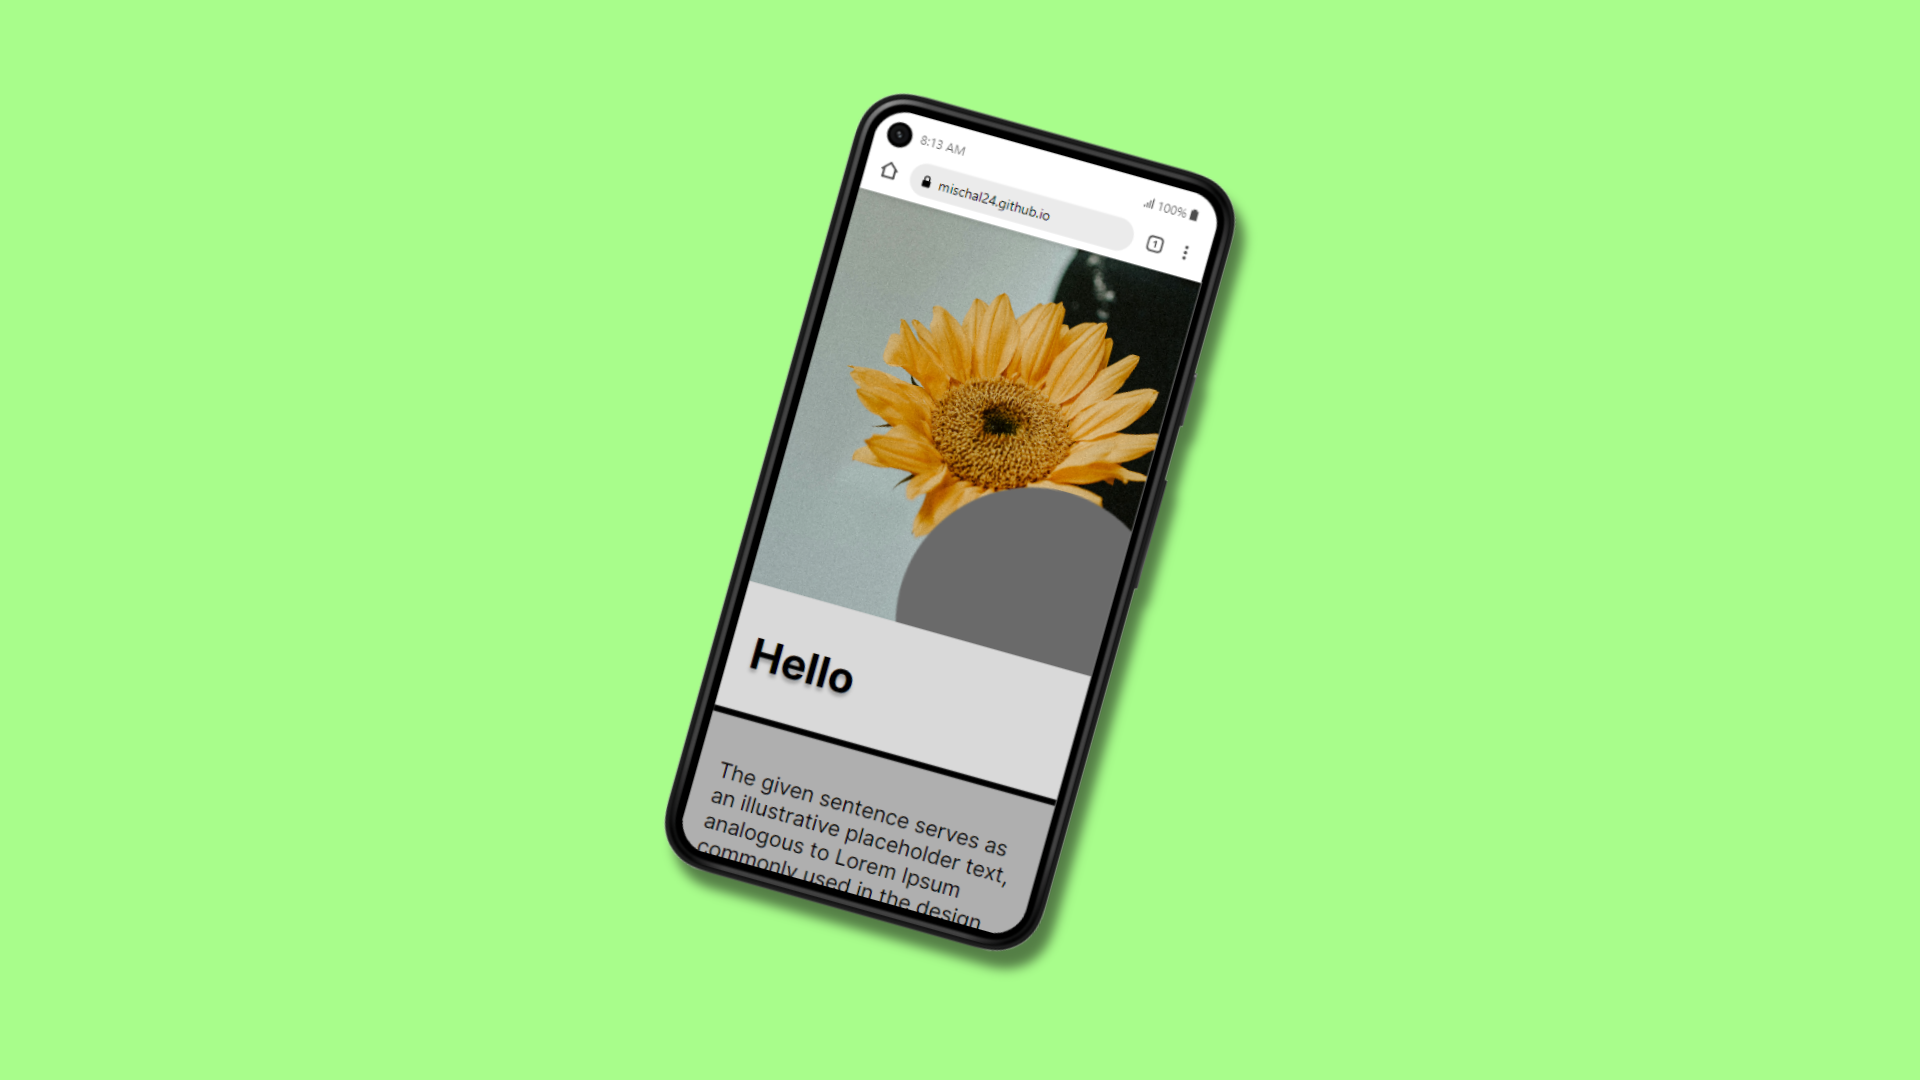 8:13 AM
100%
mischal24.github.io
1
Hello
The given sentence serves as
an illustrative placeholder text,
analogous to Lorem Ipsum
commonly used in the design